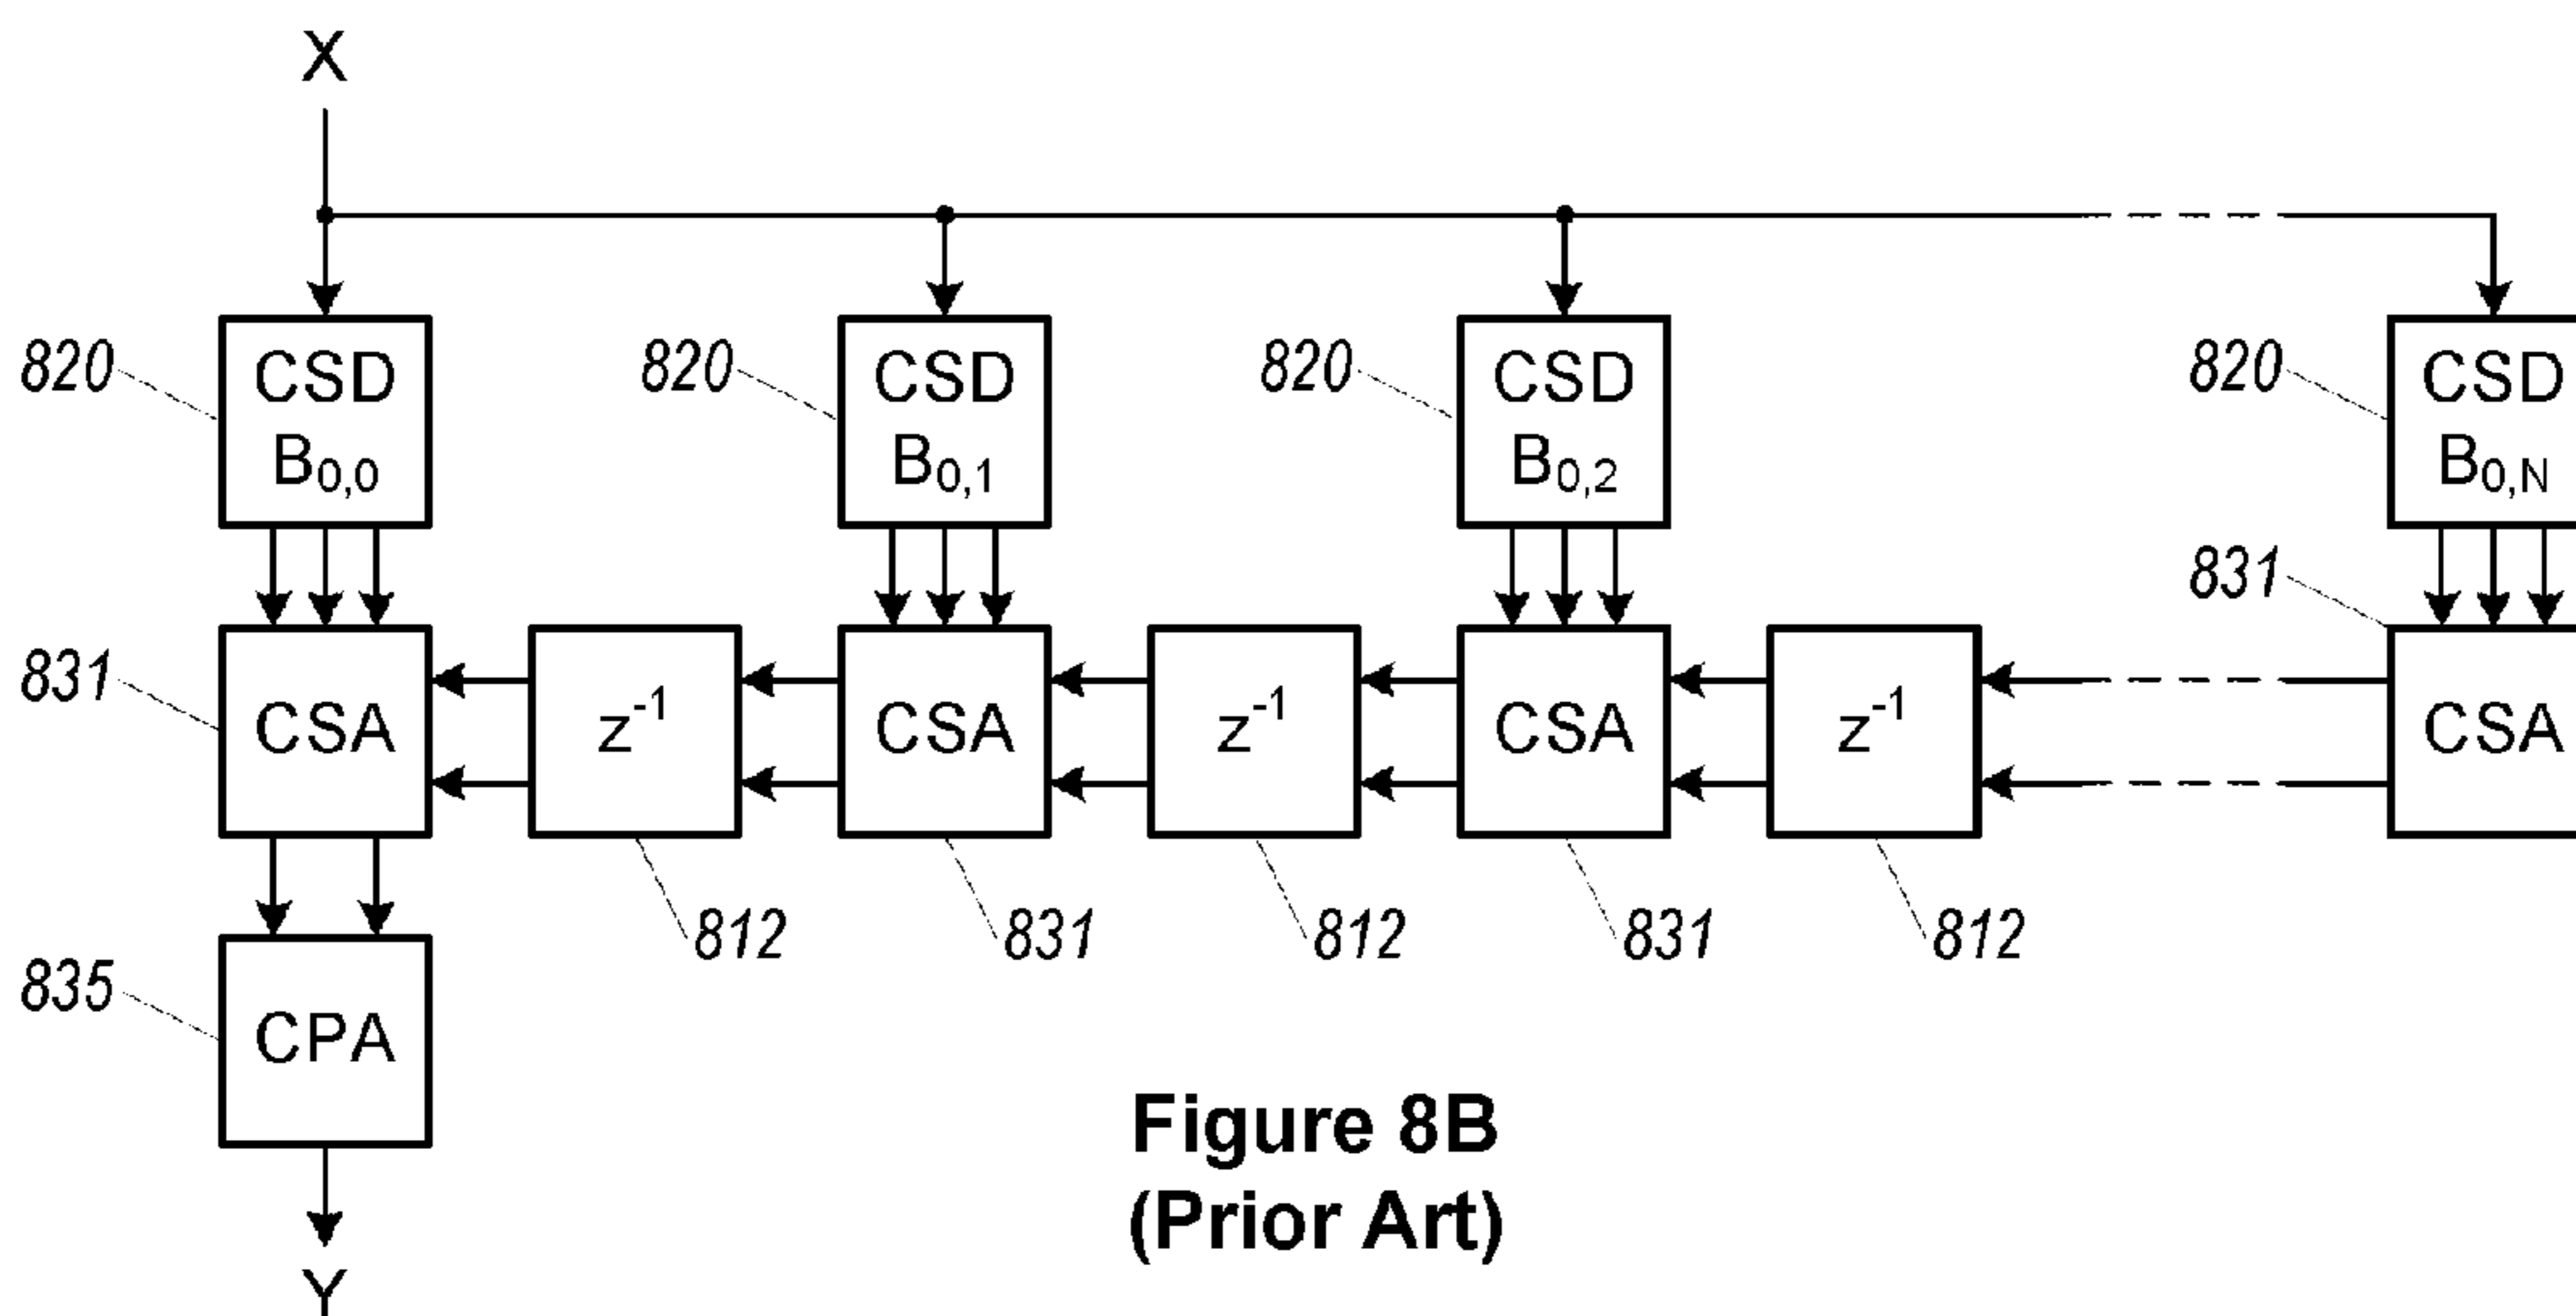 X
820
CSD
B0,0
820
CSD
B0,1
820
CSD
B0,2
820
CSD
B0,N
831
CSA
z-1
CSA
z-1
CSA
z-1
831
CSA
812
831
812
831
812
835
CPA
Y
Figure 8B
(Prior Art)